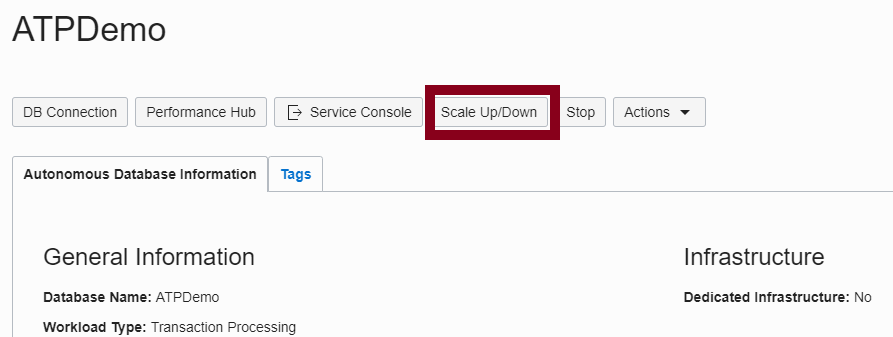 ATPDemo
DB Connection Performance Hub Service Console Scale Up/Down Stop Actions
Autonomous Database Information Tags
General Information Infrastructure
Database Name: ATPDemo Dedicated Infrastructure: No
Workload Type: Transaction Processing